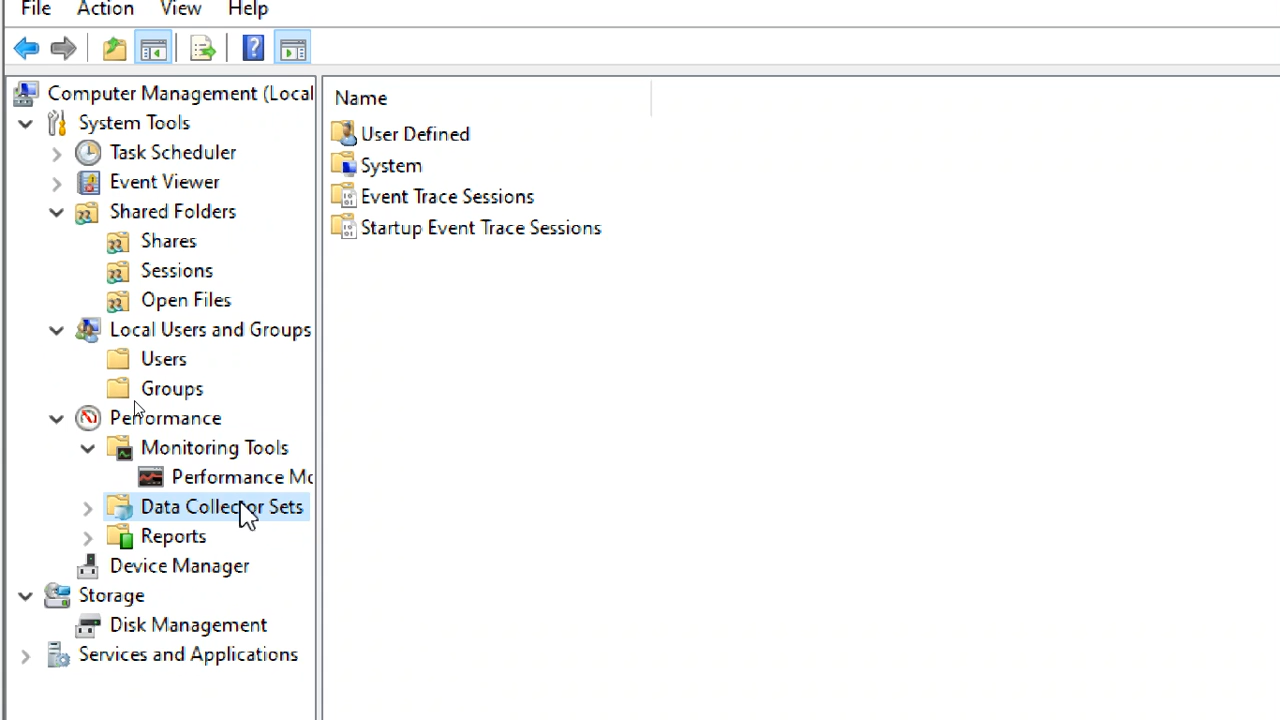 File Action View Help
Computer Management (Local
System Tools
Task Scheduler
Event Viewer
Shared Folders
Shares
Sessions
Open Files
Local Users and Groups
Users
Groups
Performance
Monitoring Tools
Performance Mo
Data Collector Sets
Reports
Device Manager
Storage
Disk Management
Services and Applications
Name
User Defined
System
Event Trace Sessions
Startup Event Trace Sessions